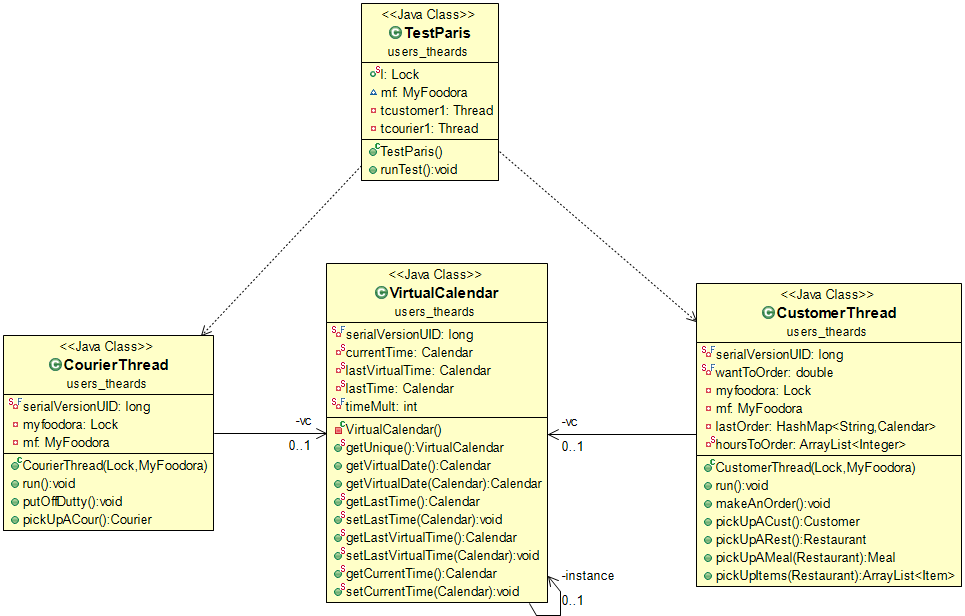 <<Java Class>>
TestParis
users_theards
l: Lock
mf: MyFoodora
tcustomer1: Thread
tcourier1: Thread
TestParis()
runTest():void
<<Java Class>>
VirtualCalendar
users_theards
serialVersionUID: long
currentTime: Calendar
lastVirtualTime: Calendar
lastTime: Calendar
timeMult: int
VirtualCalendar()
getUnique():VirtualCalendar
getVirtualDate():Calendar
getVirtualDate(Calendar):Calendar
getLastTime():Calendar
setLastTime(Calendar):void
getLastVirtualTime():Calendar
setLastVirtualTime(Calendar):void
getCurrentTime():Calendar
setCurrentTime(Calendar):void
<<Java Class>>
CustomerThread
users_theards
serialVersionUID: long
wantToOrder: double
myfoodora: Lock
mf: MyFoodora
lastOrder: HashMap<String,Calendar>
hoursToOrder: ArrayList<Integer>
CustomerThread(Lock,MyFoodora)
run():void
makeAnOrder():void
pickUpACust():Customer
pickUpARest():Restaurant
pickUpAMeal(Restaurant):Meal
pickUpItems(Restaurant):ArrayList<Item>
<<Java Class>>
CourierThread
users_theards
serialVersionUID: long
myfoodora: Lock
mf: MyFoodora
CourierThread(Lock,MyFoodora)
run():void
putOffDutty():void
pickUpACour():Courier
-vc
0..1
-vc
0..1
-instance
0..1